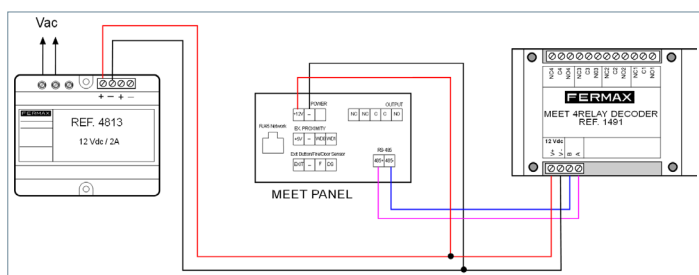 Vac
+ − + −
FERMAX
REF. 4813
12 Vdc / 2A
POWER
OUTPUT
+12V −
NC NC C C NO
RJ45 Network
EX. PROXIMITY
+5V − WD0 WD1
Exit Button/Fire/Door Sensor
RS-485
EXIT − F DS
485+ 485-
MEET PANEL
NC4 C4 NO4 NC3 C3 NO3 NC2 C2 NO2 NC1 C1 NO1
FERMAX
MEET 4RELAY DECODER
REF. 1491
12 Vdc
V+ V- B A